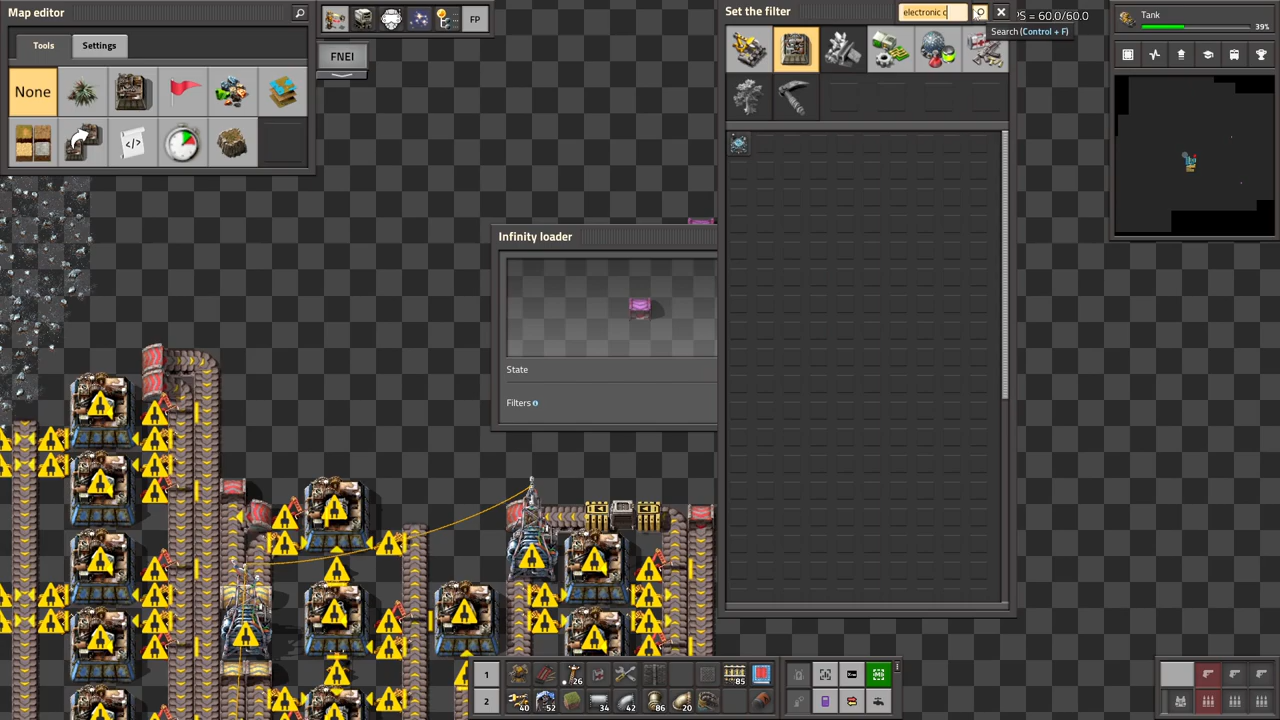 Map editor
Tools
Settings
None
</>
FP
FNEI
Set the filter
electronic c
PS = 60.0/60.0
Search (Control + F)
Tank
39%
Infinity loader
State
Filters
1
26
85
2
40
52
34
42
86
20